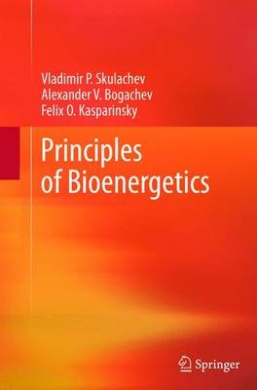 Vladimir P. Skulachev
Alexander V. Bogachev
Felix O. Kasparinsky
Principles
of Bioenergetics
Springer